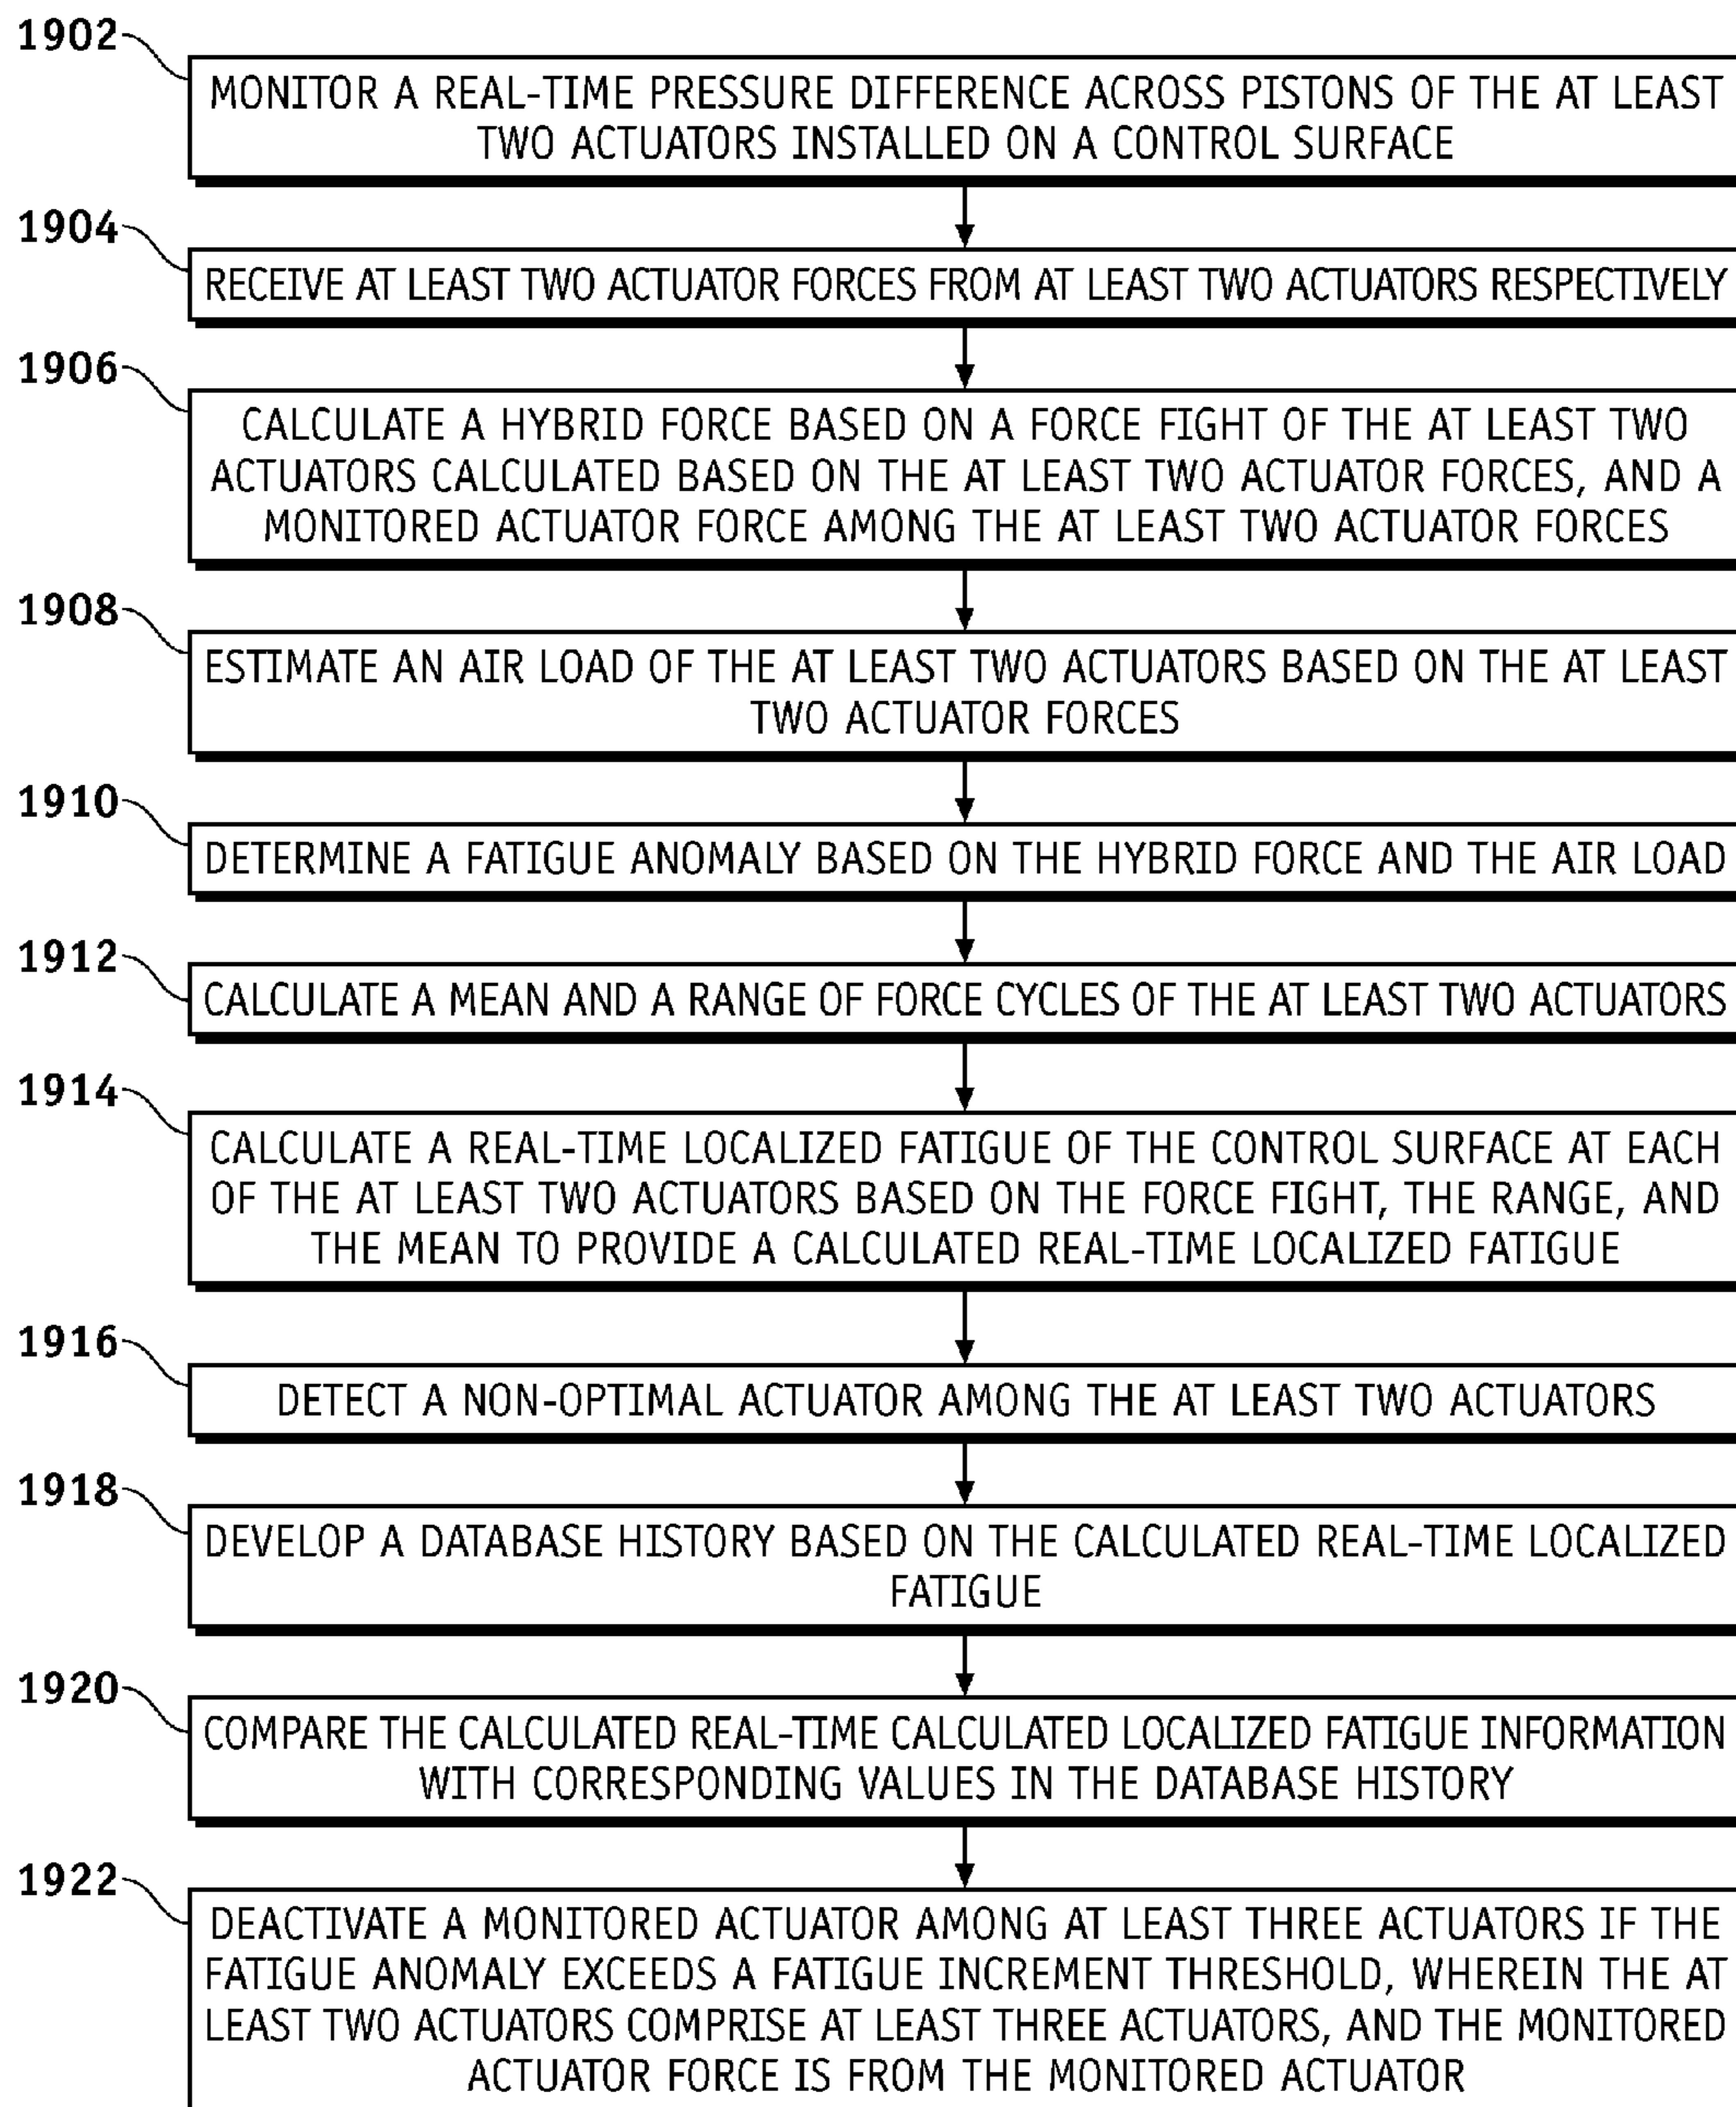 1902
MONITOR A REAL-TIME PRESSURE DIFFERENCE ACROSS PISTONS OF THE AT LEAST
TWO ACTUATORS INSTALLED ON A CONTROL SURFACE
1904
RECEIVE AT LEAST TWO ACTUATOR FORCES FROM AT LEAST TWO ACTUATORS RESPECTIVELY
1906
CALCULATE A HYBRID FORCE BASED ON A FORCE FIGHT OF THE AT LEAST TWO
ACTUATORS CALCULATED BASED ON THE AT LEAST TWO ACTUATOR FORCES, AND A
MONITORED ACTUATOR FORCE AMONG THE AT LEAST TWO ACTUATOR FORCES
1908
ESTIMATE AN AIR LOAD OF THE AT LEAST TWO ACTUATORS BASED ON THE AT LEAST
TWO ACTUATOR FORCES
1910
DETERMINE A FATIGUE ANOMALY BASED ON THE HYBRID FORCE AND THE AIR LOAD
1912
CALCULATE A MEAN AND A RANGE OF FORCE CYCLES OF THE AT LEAST TWO ACTUATORS
1914
CALCULATE A REAL-TIME LOCALIZED FATIGUE OF THE CONTROL SURFACE AT EACH
OF THE AT LEAST TWO ACTUATORS BASED ON THE FORCE FIGHT, THE RANGE, AND
THE MEAN TO PROVIDE A CALCULATED REAL-TIME LOCALIZED FATIGUE
1916
DETECT A NON-OPTIMAL ACTUATOR AMONG THE AT LEAST TWO ACTUATORS
1918
DEVELOP A DATABASE HISTORY BASED ON THE CALCULATED REAL-TIME LOCALIZED
FATIGUE
1920
COMPARE THE CALCULATED REAL-TIME CALCULATED LOCALIZED FATIGUE INFORMATION
WITH CORRESPONDING VALUES IN THE DATABASE HISTORY
1922
DEACTIVATE A MONITORED ACTUATOR AMONG AT LEAST THREE ACTUATORS IF THE
FATIGUE ANOMALY EXCEEDS A FATIGUE INCREMENT THRESHOLD, WHEREIN THE AT
LEAST TWO ACTUATORS COMPRISE AT LEAST THREE ACTUATORS, AND THE MONITORED
ACTUATOR FORCE IS FROM THE MONITORED ACTUATOR